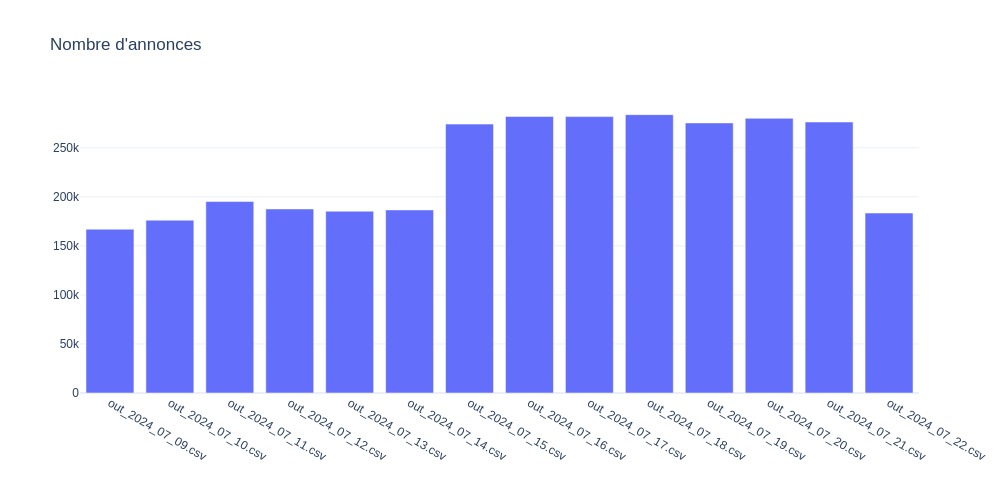 Nombre d'annonces
250k
200k
150k
100k
50k
0
out_2024_07_09.csv
out_2024_07_10.csv
out_2024_07_11.csv
out_2024_07_12.csv
out_2024_07_13.csv
out_2024_07_14.csv
out_2024_07_15.csv
out_2024_07_16.csv
out_2024_07_17.csv
out_2024_07_18.csv
out_2024_07_19.csv
out_2024_07_20.csv
out_2024_07_21.csv
out_2024_07_22.csv